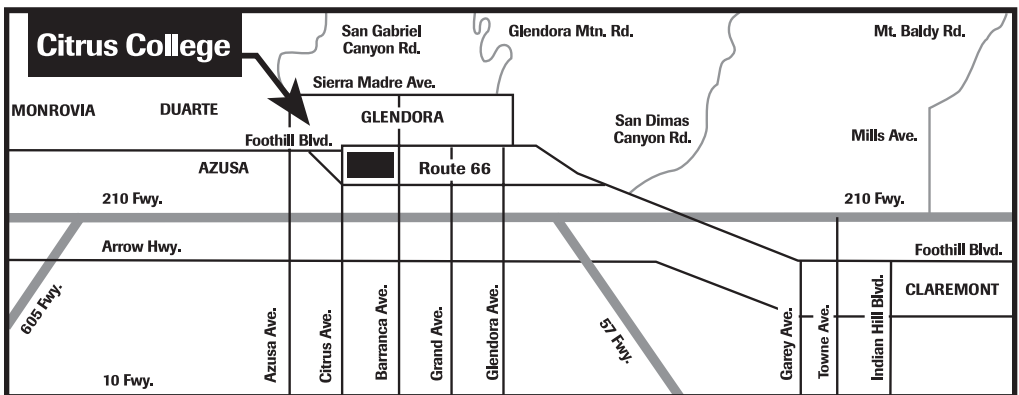 San Gabriel
Canyon Rd.
Glendora Mtn. Rd.
Mt. Baldy Rd.
Citrus College
Sierra Madre Ave.
MONROVIA
DUARTE
GLENDORA
San Dimas
Canyon Rd.
Foothill Blvd.
Mills Ave.
AZUSA
Route 66
210 Fwy.
210 Fwy.
Arrow Hwy.
Foothill Blvd.
605 Fwy.
Azusa Ave.
Citrus Ave.
Barranca Ave.
Grand Ave.
Glendora Ave.
57 Fwy.
Garey Ave.
Towne Ave.
Indian Hill Blvd.
CLAREMONT
10 Fwy.